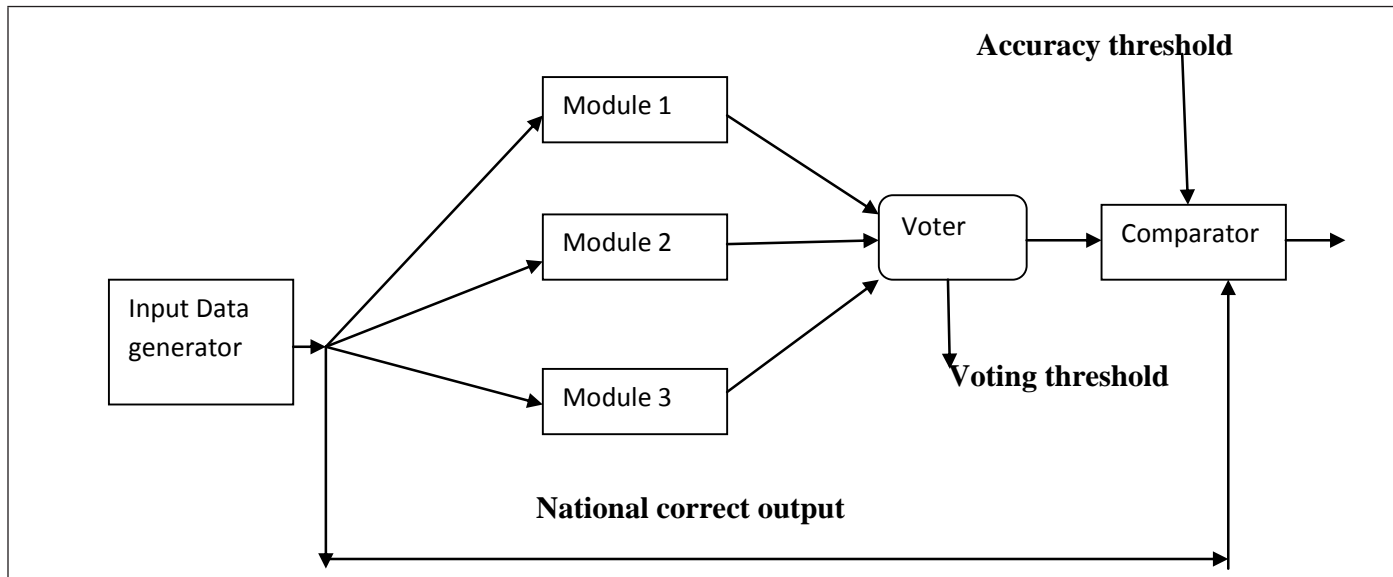 Accuracy threshold
Module 1
Module 2
Voter
Comparator
Input Data
generator
Voting threshold
Module 3
National correct output